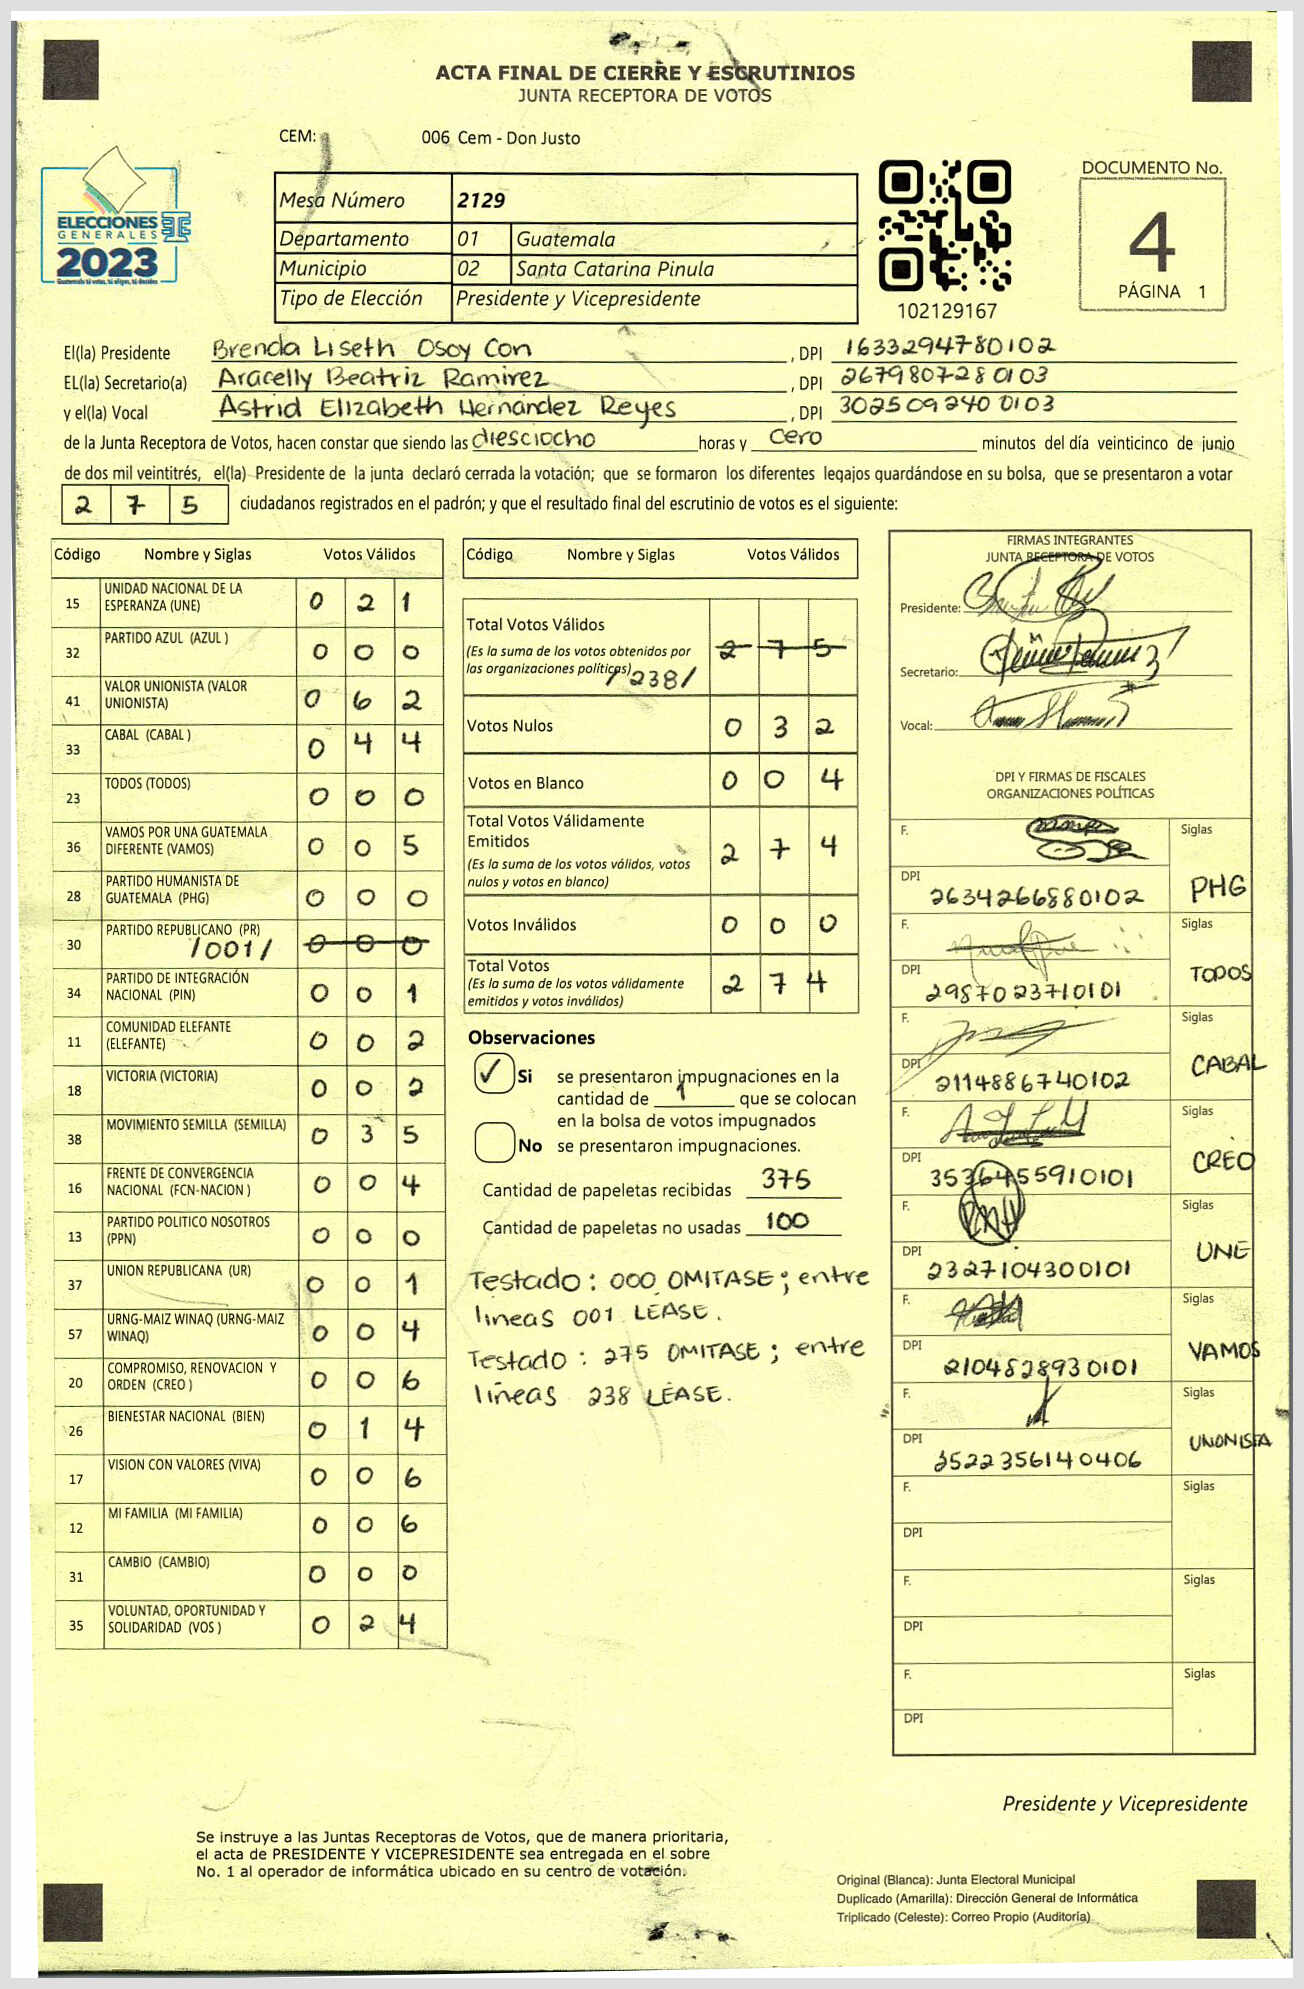 ACTA FINAL DE CIERRE Y ESCRUTINIOS
JUNTA RECEPTORA DE VOTOS
CEM: 006 Cem - Don Justo
ELECCIONES
GENERALES
2023
Guatemala tú votas, tú eliges, tú decides
Mesa Número 2129
Departamento 01 Guatemala
Municipio 02 Santa Catarina Pinula
Tipo de Elección Presidente y Vicepresidente
102129167
DOCUMENTO No.
4
PÁGINA 1
El(la) Presidente Brenda Liseth Osoy Con , DPI 1633294780102
EL(la) Secretario(a) Aracelly Beatriz Ramirez , DPI 2679807280103
y el(la) Vocal Astrid Elizabeth Hernández Reyes , DPI 3025092400103
de la Junta Receptora de Votos, hacen constar que siendo las diesciocho horas y cero minutos del día veinticinco de junio
de dos mil veintitrés, el(la) Presidente de la junta declaró cerrada la votación; que se formaron los diferentes legajos guardándose en su bolsa, que se presentaron a votar
2 7 5 ciudadanos registrados en el padrón; y que el resultado final del escrutinio de votos es el siguiente:
Código Nombre y Siglas Votos Válidos
15 UNIDAD NACIONAL DE LA ESPERANZA (UNE) 0 2 1
32 PARTIDO AZUL (AZUL ) 0 0 0
41 VALOR UNIONISTA (VALOR UNIONISTA) 0 6 2
33 CABAL (CABAL ) 0 4 4
23 TODOS (TODOS) 0 0 0
36 VAMOS POR UNA GUATEMALA DIFERENTE (VAMOS) 0 0 5
28 PARTIDO HUMANISTA DE GUATEMALA (PHG) 0 0 0
30 PARTIDO REPUBLICANO (PR) /001/ 0 0 0
34 PARTIDO DE INTEGRACIÓN NACIONAL (PIN) 0 0 1
11 COMUNIDAD ELEFANTE (ELEFANTE) 0 0 2
18 VICTORIA (VICTORIA) 0 0 2
38 MOVIMIENTO SEMILLA (SEMILLA) 0 3 5
16 FRENTE DE CONVERGENCIA NACIONAL (FCN-NACION ) 0 0 4
13 PARTIDO POLITICO NOSOTROS (PPN) 0 0 0
37 UNION REPUBLICANA (UR) 0 0 1
57 URNG-MAIZ WINAQ (URNG-MAIZ WINAQ) 0 0 4
20 COMPROMISO, RENOVACION Y ORDEN (CREO ) 0 0 6
26 BIENESTAR NACIONAL (BIEN) 0 1 4
17 VISION CON VALORES (VIVA) 0 0 6
12 MI FAMILIA (MI FAMILIA) 0 0 6
31 CAMBIO (CAMBIO) 0 0 0
35 VOLUNTAD, OPORTUNIDAD Y SOLIDARIDAD (VOS ) 0 2 4
Código Nombre y Siglas Votos Válidos
Total Votos Válidos 2 7 5
(Es la suma de los votos obtenidos por
las organizaciones políticas) /238/
Votos Nulos 0 3 2
Votos en Blanco 0 0 4
Total Votos Válidamente
Emitidos 2 7 4
(Es la suma de los votos válidos, votos
nulos y votos en blanco)
Votos Inválidos 0 0 0
Total Votos 2 7 4
(Es la suma de los votos válidamente
emitidos y votos inválidos)
Observaciones
✓ Si se presentaron impugnaciones en la
cantidad de 1 que se colocan
en la bolsa de votos impugnados
No se presentaron impugnaciones.
Cantidad de papeletas recibidas 375
Cantidad de papeletas no usadas 100
Testado: 000 OMITASE; entre
lineas 001 LEASE.
Testado: 275 OMITASE; entre
lineas 238 LEASE.
FIRMAS INTEGRANTES
JUNTA RECEPTORA DE VOTOS
Presidente:
Secretario:
Vocal:
DPI Y FIRMAS DE FISCALES
ORGANIZACIONES POLÍTICAS
F. Siglas
DPI 2634266880102 PHG
F. Siglas
DPI 2987023710101 TODOS
F. Siglas
DPI 2114886740102 CABAL
F. Siglas
DPI 3536455910101 CREO
F. Siglas
DPI 2327104300101 UNE
F. Siglas
DPI 2104828930101 VAMOS
F. Siglas
DPI 2522356140406 UNONISTA
F. Siglas
DPI
F. Siglas
DPI
F. Siglas
DPI
Presidente y Vicepresidente
Se instruye a las Juntas Receptoras de Votos, que de manera prioritaria,
el acta de PRESIDENTE Y VICEPRESIDENTE sea entregada en el sobre
No. 1 al operador de informática ubicado en su centro de votación.
Original (Blanca): Junta Electoral Municipal
Duplicado (Amarilla): Dirección General de Informática
Triplicado (Celeste): Correo Propio (Auditoría)